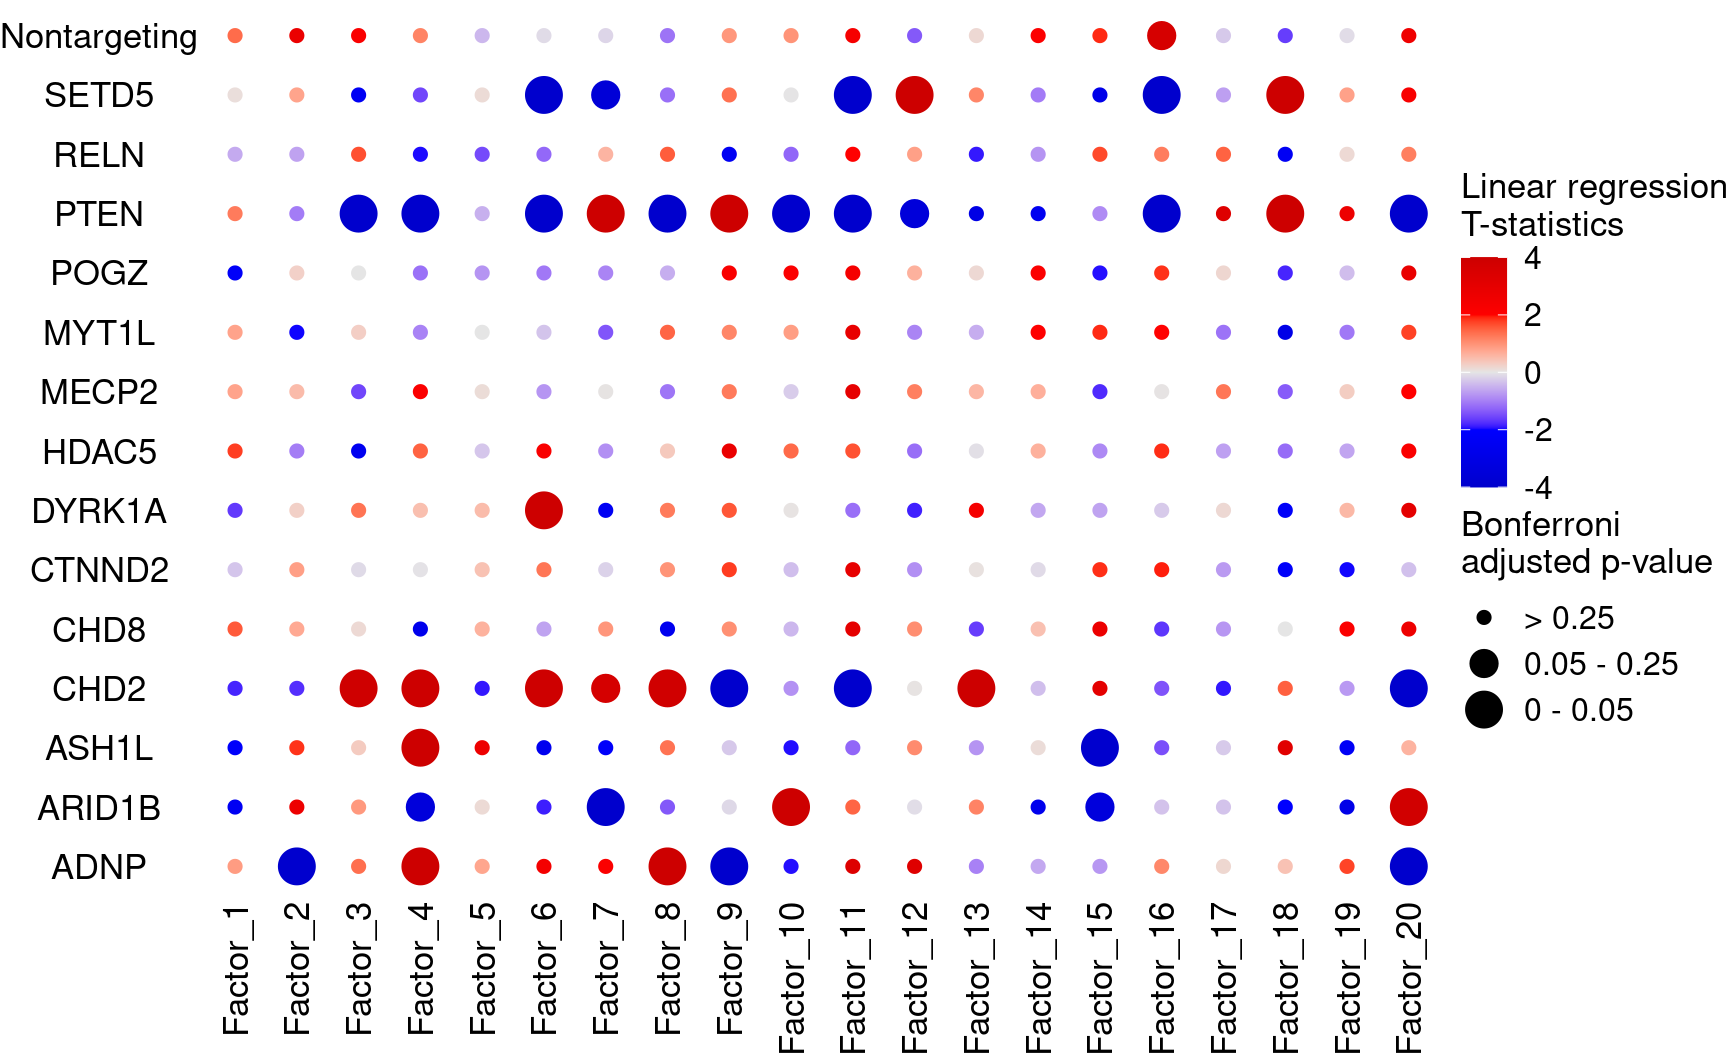 Nontargeting
SETD5
RELN
PTEN
POGZ
MYT1L
MECP2
HDAC5
DYRK1A
CTNND2
CHD8
CHD2
ASH1L
ARID1B
ADNP
Factor_1
Factor_2
Factor_3
Factor_4
Factor_5
Factor_6
Factor_7
Factor_8
Factor_9
Factor_10
Factor_11
Factor_12
Factor_13
Factor_14
Factor_15
Factor_16
Factor_17
Factor_18
Factor_19
Factor_20
Linear regression
T-statistics
4
2
0
-2
-4
Bonferroni
adjusted p-value
> 0.25
0.05 - 0.25
0 - 0.05